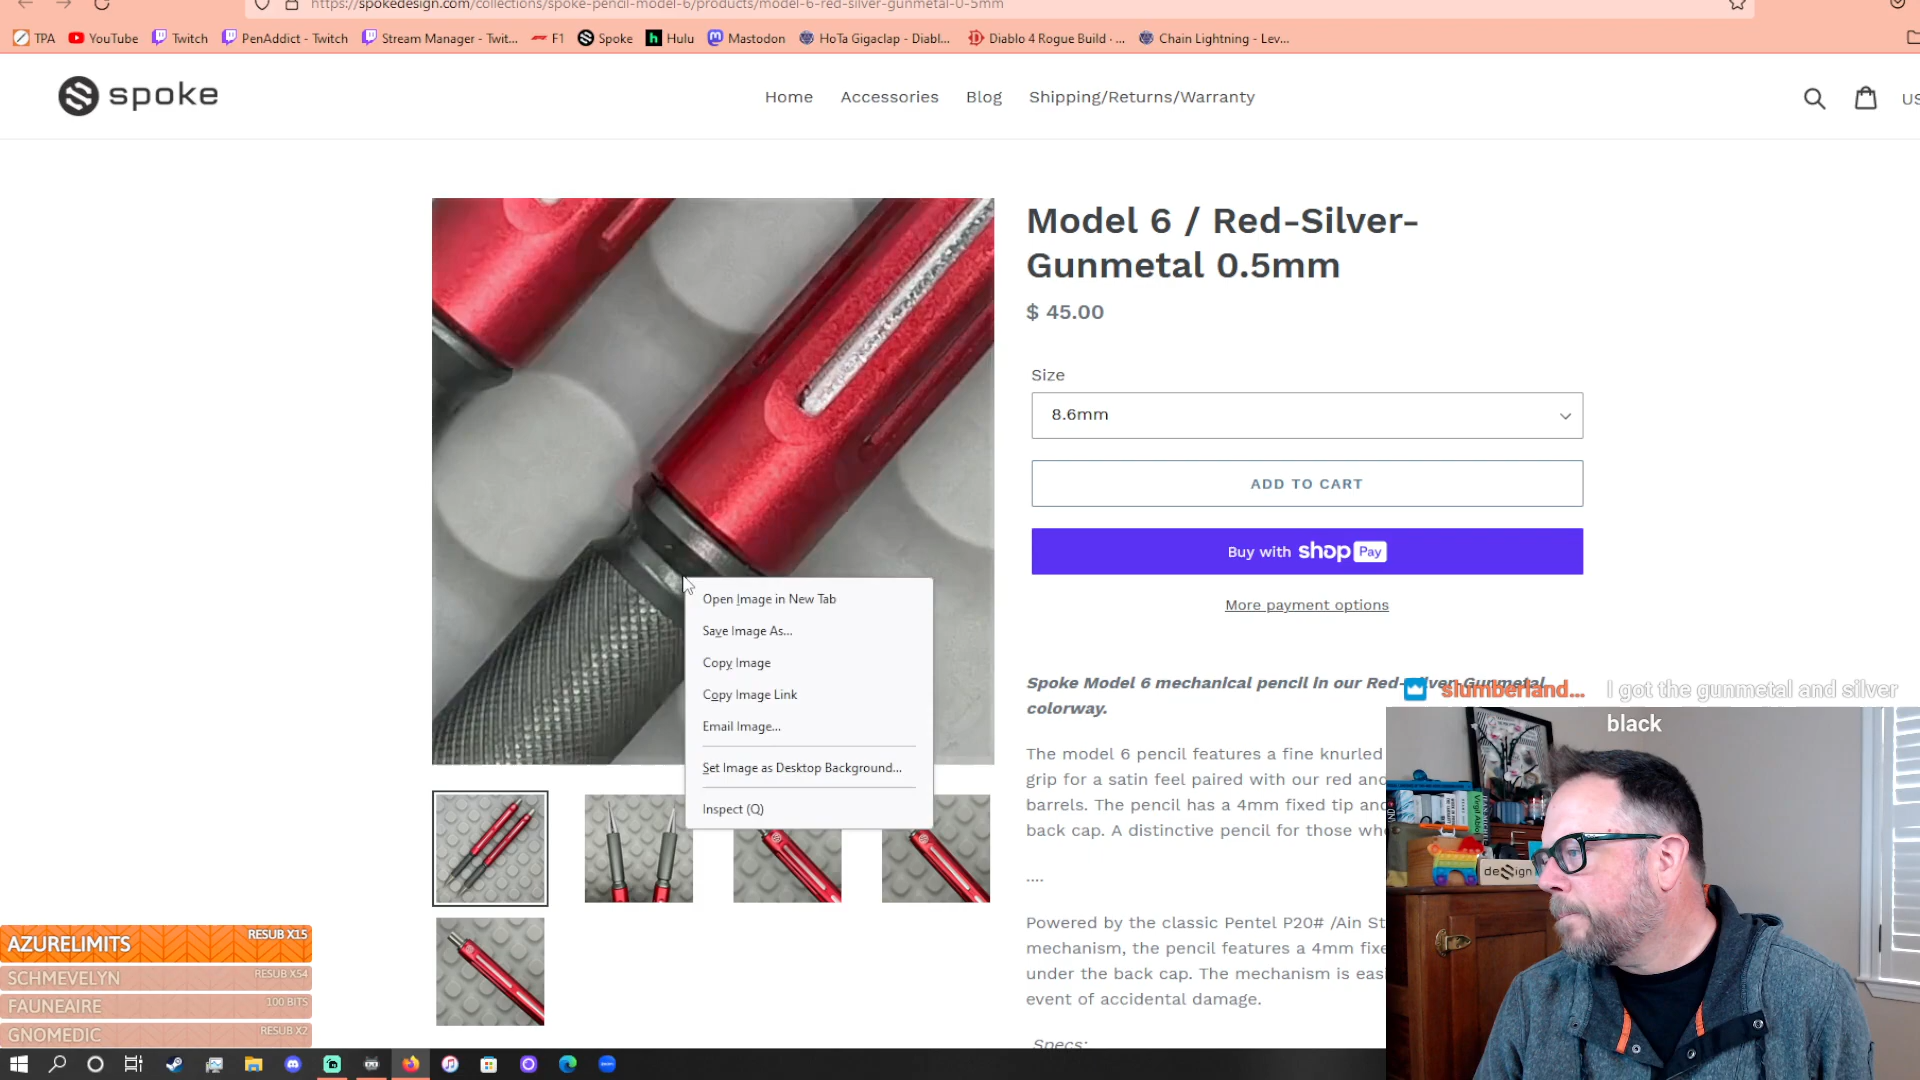 https://spokedesign.com/collections/spoke-pencil-model-6/products/model-6-red-silver-gunmetal-0-5mm
TPA YouTube Twitch PenAddict - Twitch Stream Manager - Twit... F1 Spoke Hulu Mastodon HoTa Gigaclap - Diabl... Diablo 4 Rogue Build - ... Chain Lightning - Lev...
spoke
Home Accessories Blog Shipping/Returns/Warranty
US
Model 6 / Red-Silver-
Gunmetal 0.5mm
$ 45.00
Size
8.6mm
ADD TO CART
Buy with shop Pay
More payment options
Open Image in New Tab
Save Image As...
Copy Image
Copy Image Link
Email Image...
Set Image as Desktop Background...
Inspect (Q)
Spoke Model 6 mechanical pencil in our Red-Silver-Gunmetal
colorway.
slumberland... I got the gunmetal and silver
black
The model 6 pencil features a fine knurled
grip for a satin feel paired with our red and
barrels. The pencil has a 4mm fixed tip and
back cap. A distinctive pencil for those who
....
Powered by the classic Pentel P20# /Ain St
mechanism, the pencil features a 4mm fixe
under the back cap. The mechanism is easi
event of accidental damage.
Specs:
deSign
AZURELIMITS RESUB X15
SCHMEVELYN RESUB X54
FAUNEAIRE 100 BITS
GNOMEDIC RESUB X2